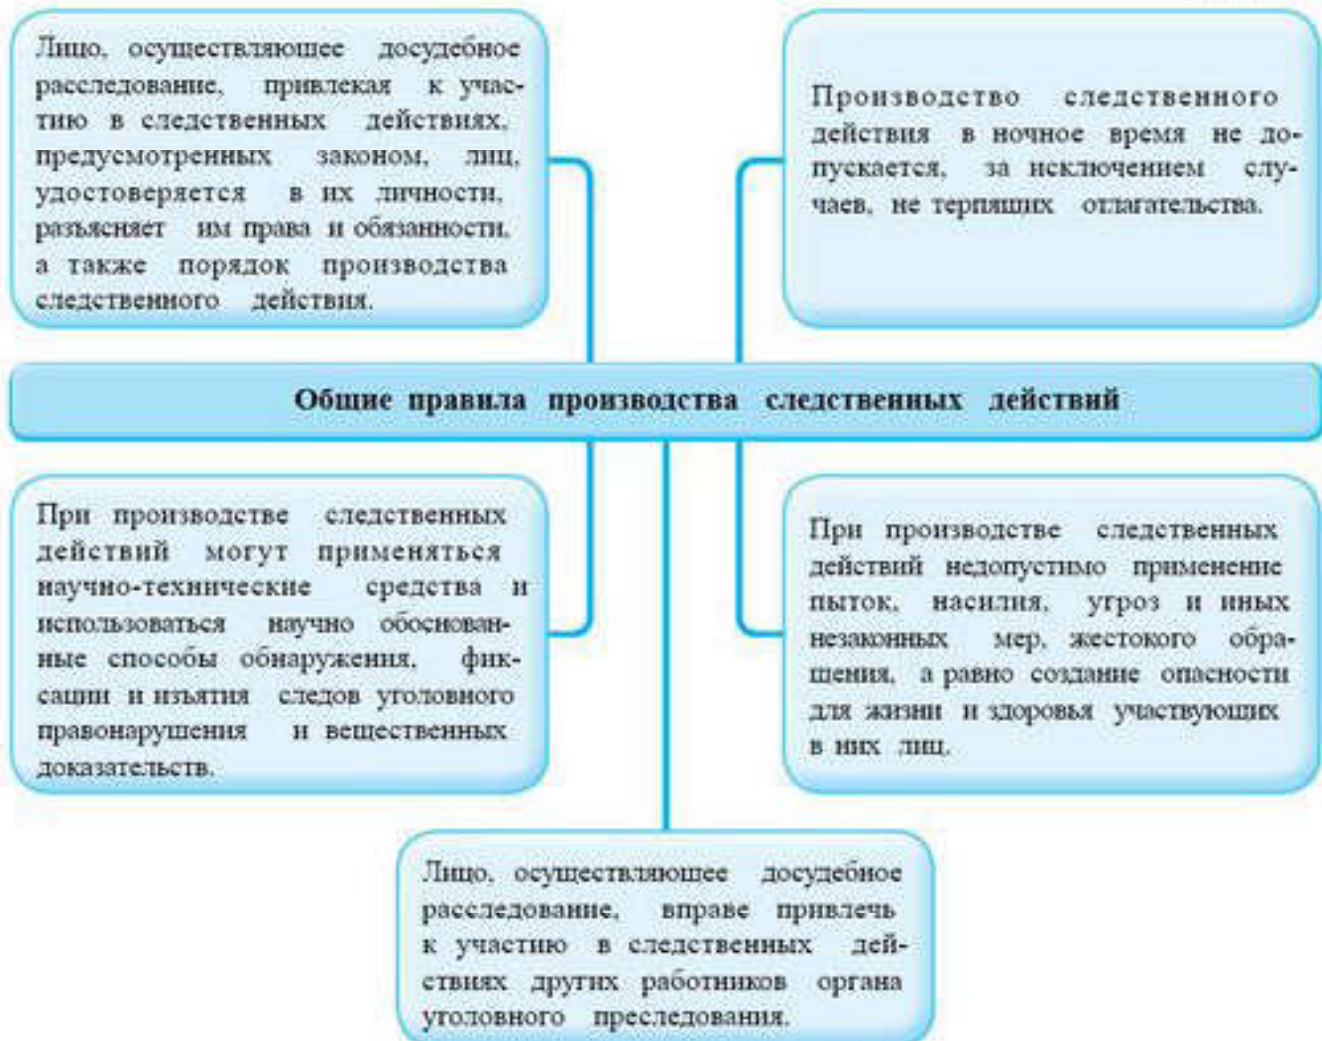 Лицо, осуществляющее досудебное
расследование, привлекая к учас-
тию в следственных действиях,
предусмотренных законом, лиц,
удостоверяется в их личности,
разъясняет им права и обязанности,
а также порядок производства
следственного действия.
Производство следственного
действия в ночное время не до-
пускается, за исключением слу-
чаев, не терпящих отлагательства.
Общие правила производства следственных действий
При производстве следственных
действий могут применяться
научно-технические средства и
использоваться научно обоснован-
ные способы обнаружения, фик-
сации и изъятия следов уголовного
правонарушения и вещественных
доказательств.
При производстве следственных
действий недопустимо применение
пыток, насилия, угроз и иных
незаконных мер, жестокого обра-
щения, а равно создание опасности
для жизни и здоровья участвующих
в них лиц.
Лицо, осуществляющее досудебное
расследование, вправе привлечь
к участию в следственных дей-
ствиях других работников органа
уголовного преследования.